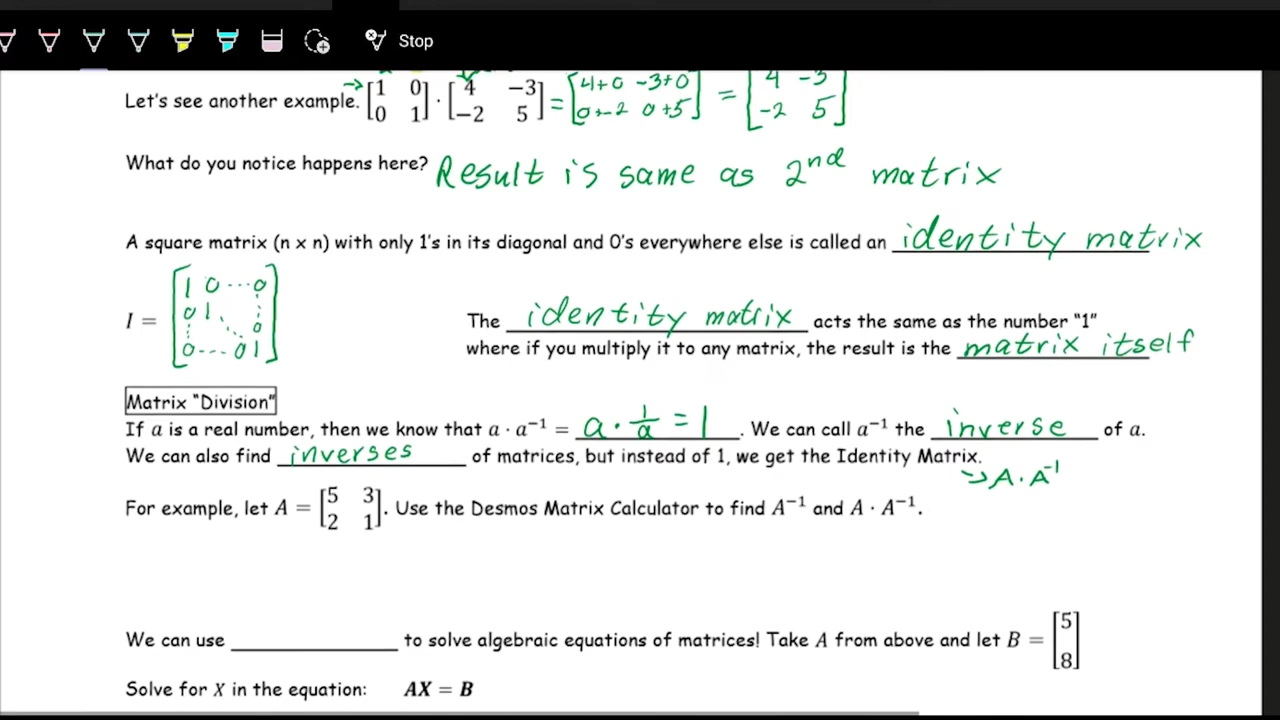 Stop
Let's see another example. → [1 0 0 1] · [4 −3 −2 5] = [4+0 -3+0 0+-2 0+5] = [4 -3 -2 5]
What do you notice happens here? Result is same as 2nd matrix
A square matrix (n x n) with only 1's in its diagonal and 0's everywhere else is called an identity matrix
I = [1 0 ... 0 0 1 ... 0 0 ... 0 1]
The identity matrix acts the same as the number "1"
where if you multiply it to any matrix, the result is the matrix itself
Matrix "Division"
If a is a real number, then we know that a · a⁻¹ = a · 1/a = 1. We can call a⁻¹ the inverse of a.
We can also find inverses of matrices, but instead of 1, we get the Identity Matrix.
→ A · A⁻¹
For example, let A = [5 3 2 1]. Use the Desmos Matrix Calculator to find A⁻¹ and A · A⁻¹.
We can use ____________ to solve algebraic equations of matrices! Take A from above and let B = [5 8]
Solve for X in the equation: AX = B